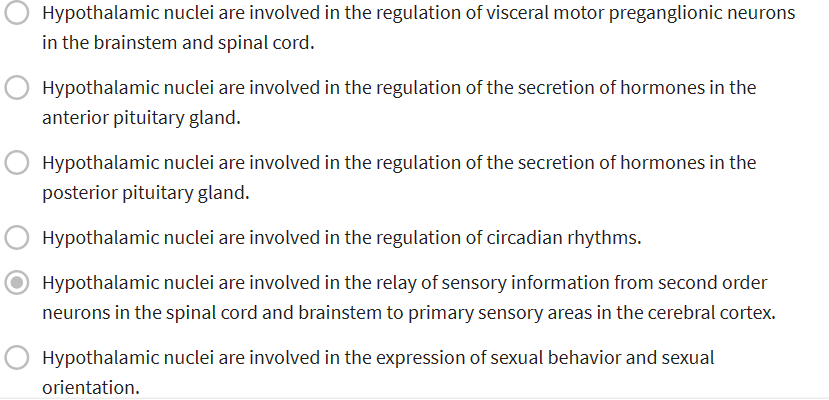 Hypothalamic nuclei are involved in the regulation of visceral motor preganglionic neurons
in the brainstem and spinal cord.
Hypothalamic nuclei are involved in the regulation of the secretion of hormones in the
anterior pituitary gland.
Hypothalamic nuclei are involved in the regulation of the secretion of hormones in the
posterior pituitary gland.
Hypothalamic nuclei are involved in the regulation of circadian rhythms.
Hypothalamic nuclei are involved in the relay of sensory information from second order
neurons in the spinal cord and brainstem to primary sensory areas in the cerebral cortex.
Hypothalamic nuclei are involved in the expression of sexual behavior and sexual
orientation.